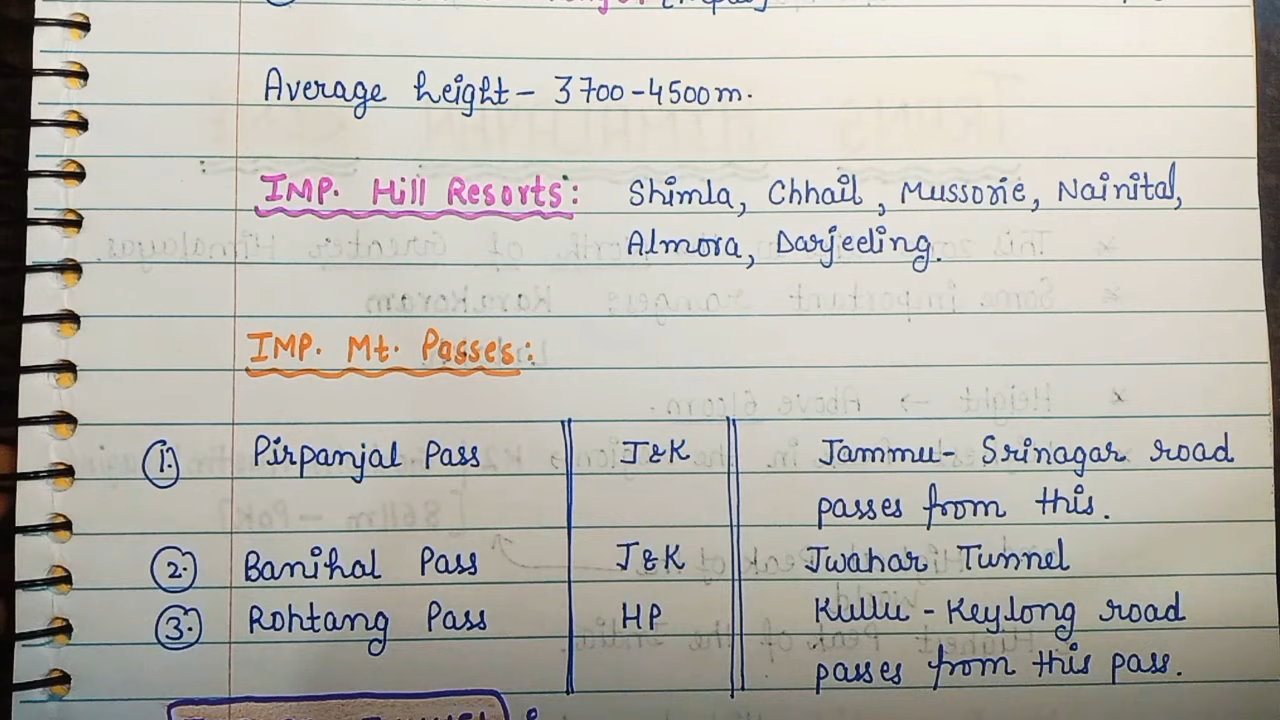 Average height - 3700-4500m.
IMP. Hill Resorts: Shimla, Chhail, Mussorie, Nainital,
Almora, Darjeeling.
IMP. Mt. Passes:
1. Pirpanjal Pass J&K Jammu- Srinagar road
passes from this.
2. Banihal Pass J&K Jwahar Tunnel
3. Rohtang Pass HP Kullu - Keylong road
passes from this pass.